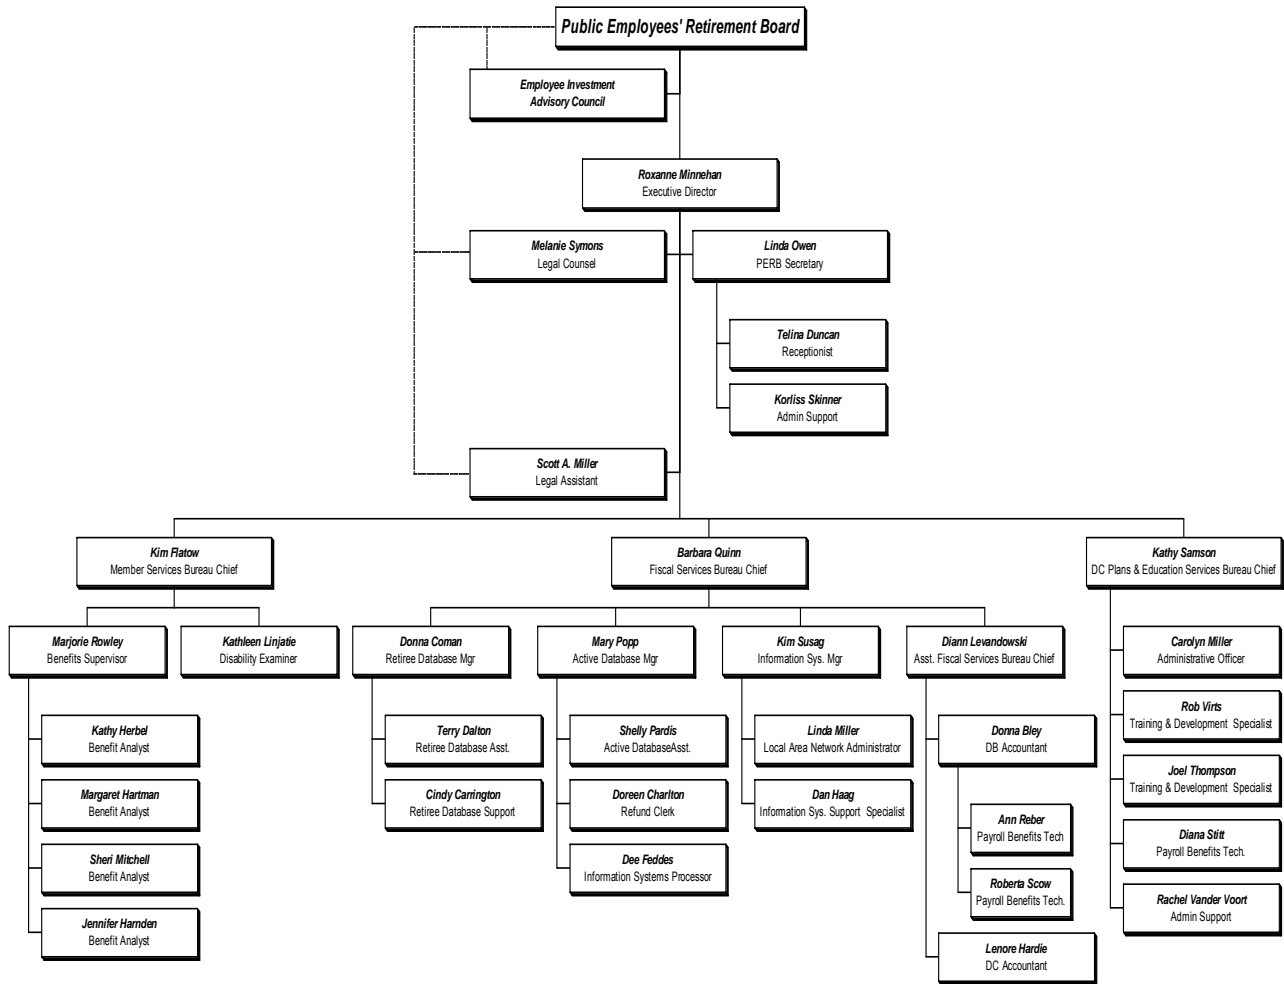 Public Employees' Retirement Board
Employee Investment
Advisory Council
Roxanne Minnehan
Executive Director
Melanie Symons
Legal Counsel
Linda Owen
PERB Secretary
Telina Duncan
Receptionist
Korliss Skinner
Admin Support
Scott A. Miller
Legal Assistant
Kim Flatow
Member Services Bureau Chief
Barbara Quinn
Fiscal Services Bureau Chief
Kathy Samson
DC Plans & Education Services Bureau Chief
Marjorie Rowley
Benefits Supervisor
Kathleen Linjatie
Disability Examiner
Donna Coman
Retiree Database Mgr
Mary Popp
Active Database Mgr
Kim Susag
Information Sys. Mgr
Diann Levandowski
Asst. Fiscal Services Bureau Chief
Carolyn Miller
Administrative Officer
Kathy Herbel
Benefit Analyst
Margaret Hartman
Benefit Analyst
Sheri Mitchell
Benefit Analyst
Jennifer Harnden
Benefit Analyst
Terry Dalton
Retiree Database Asst.
Cindy Carrington
Retiree Database Support
Shelly Pardis
Active DatabaseAsst.
Doreen Charlton
Refund Clerk
Dee Feddes
Information Systems Processor
Linda Miller
Local Area Network Administrator
Dan Haag
Information Sys. Support Specialist
Donna Bley
DB Accountant
Ann Reber
Payroll Benefits Tech
Roberta Scow
Payroll Benefits Tech.
Lenore Hardie
DC Accountant
Rob Virts
Training & Development Specialist
Joel Thompson
Training & Development Specialist
Diana Stitt
Payroll Benefits Tech.
Rachel Vander Voort
Admin Support